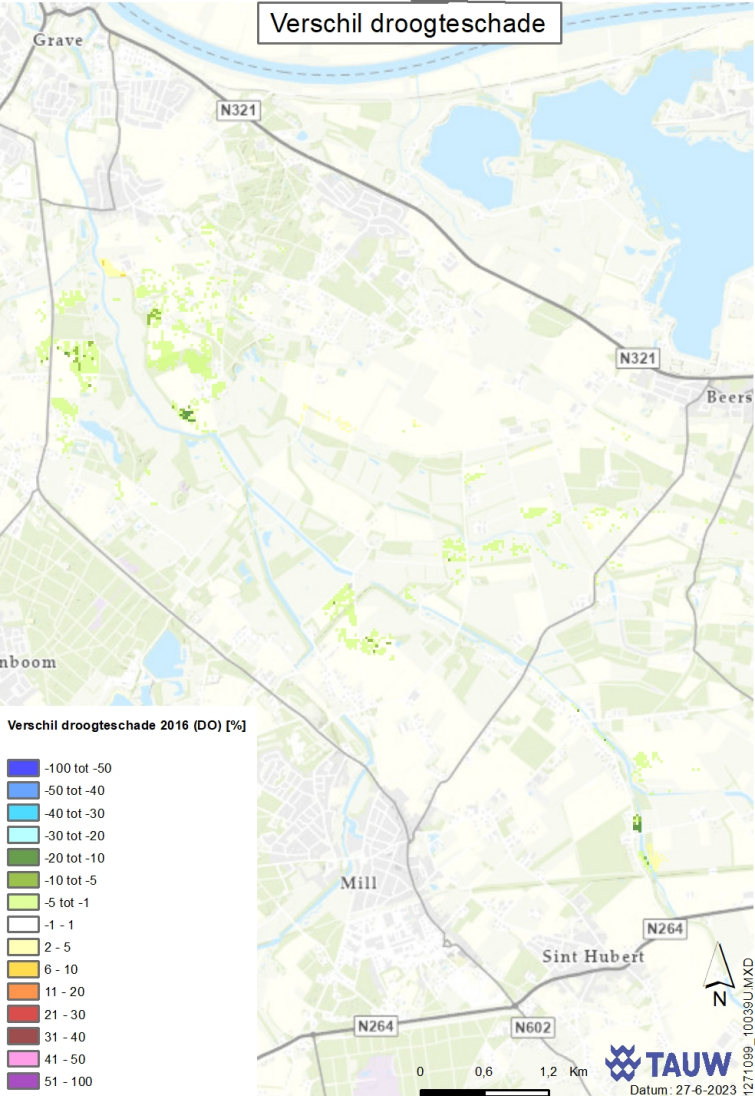 Verschil droogteschade
Grave
N321
N321
Beers
nboom
Verschil droogteschade 2016 (DO) [%]
-100 tot -50
-50 tot -40
-40 tot -30
-30 tot -20
-20 tot -10
-10 tot -5
-5 tot -1
-1 - 1
2 - 5
6 - 10
11 - 20
21 - 30
31 - 40
41 - 50
51 - 100
Mill
N264
Sint Hubert
N264
N602
N
0 0,6 1,2 Km
TAUW
Datum: 27-6-2023
1271099_10039U.MXD